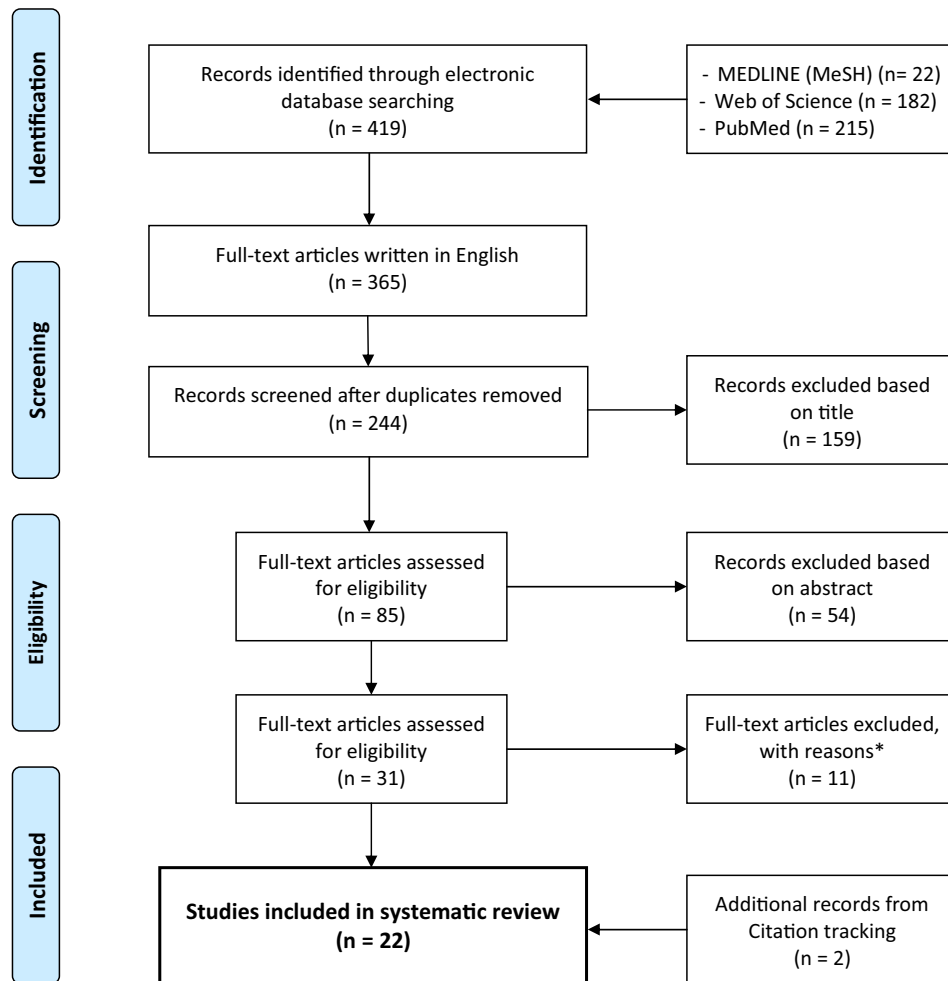 Identification
Records identified through electronic
database searching
(n = 419)
- MEDLINE (MeSH) (n= 22)
- Web of Science (n = 182)
- PubMed (n = 215)
Screening
Full-text articles written in English
(n = 365)
Records screened after duplicates removed
(n = 244)
Records excluded based
on title
(n = 159)
Eligibility
Full-text articles assessed
for eligibility
(n = 85)
Records excluded based
on abstract
(n = 54)
Full-text articles assessed
for eligibility
(n = 31)
Full-text articles excluded,
with reasons*
(n = 11)
Included
Studies included in systematic review
(n = 22)
Additional records from
Citation tracking
(n = 2)